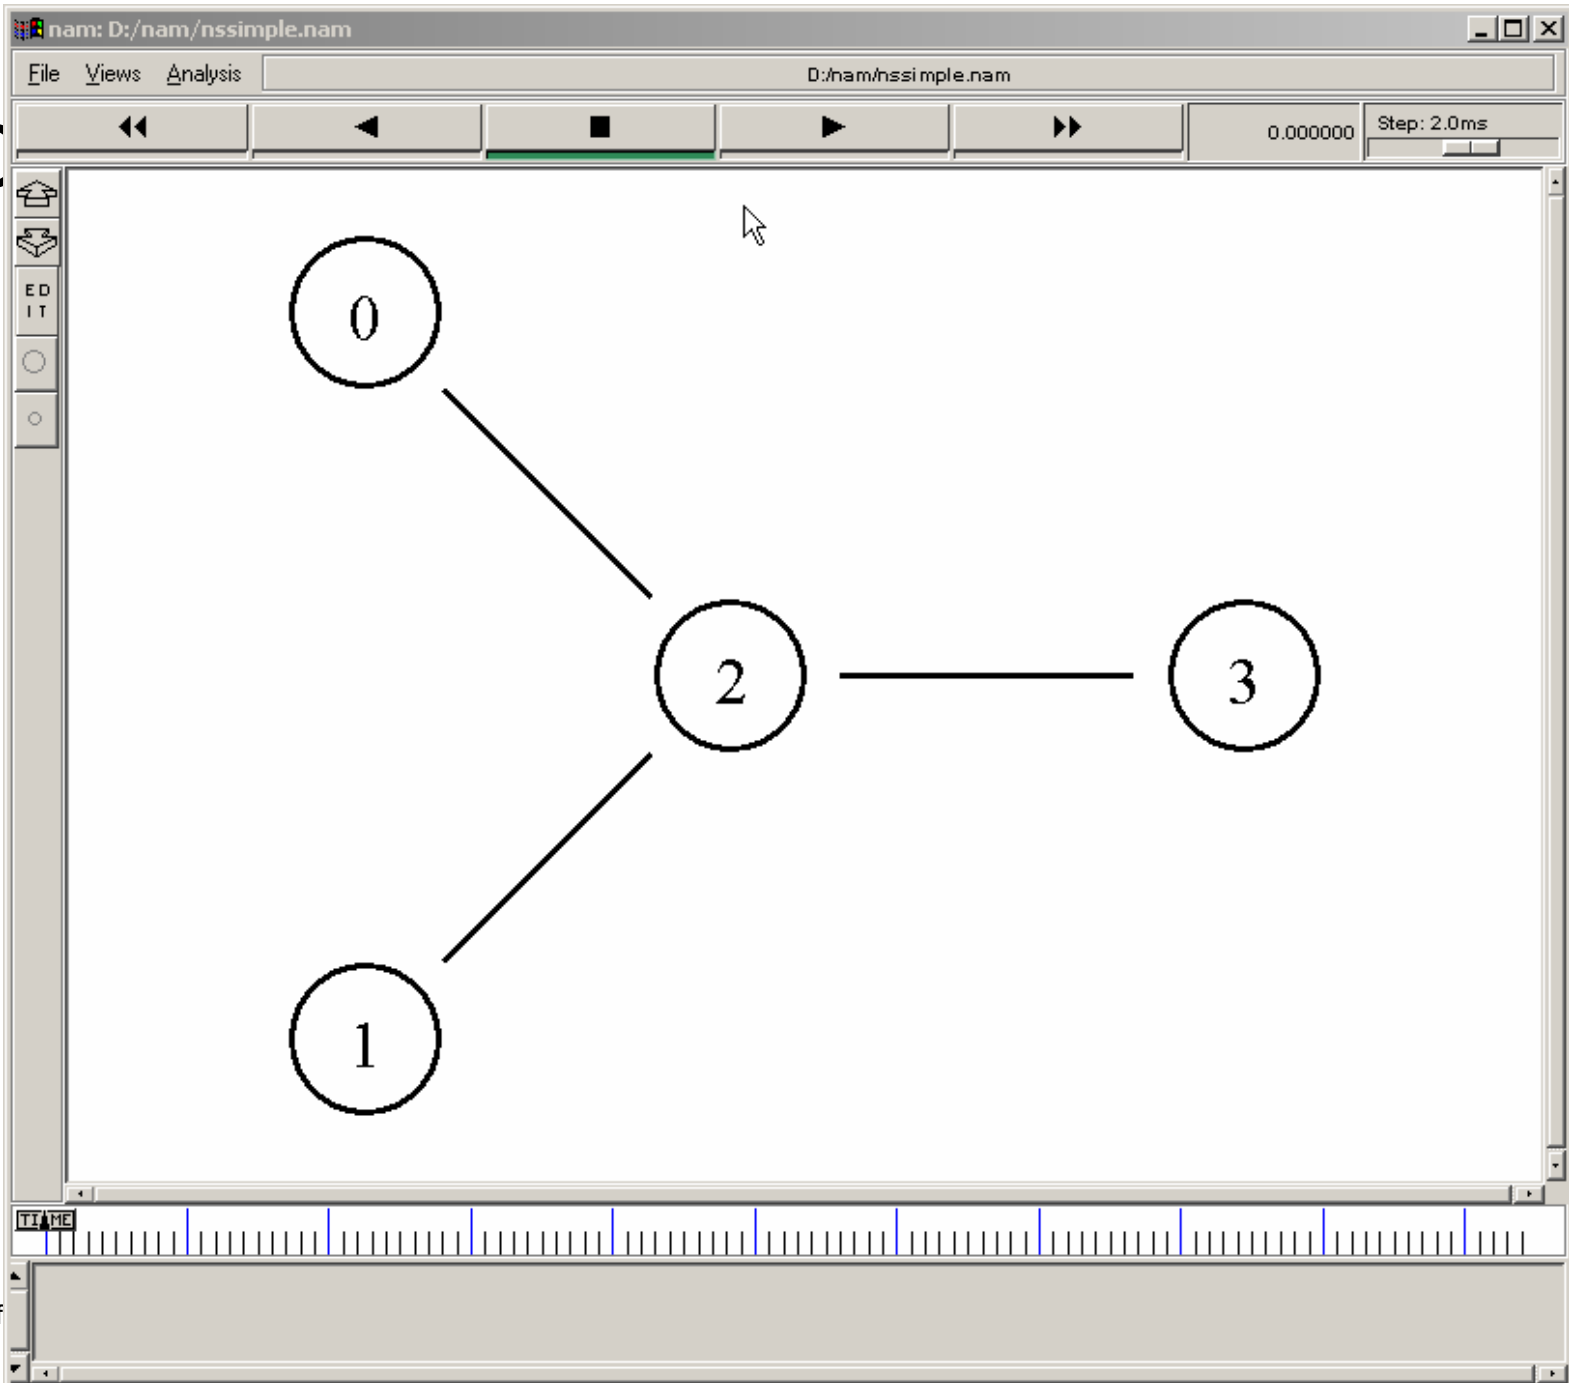 nam: D:/nam/nssimple.nam
File Views Analysis D:/nam/nssimple.nam
0.000000 Step: 2.0ms
ED
IT
0
2 3
1
TIME